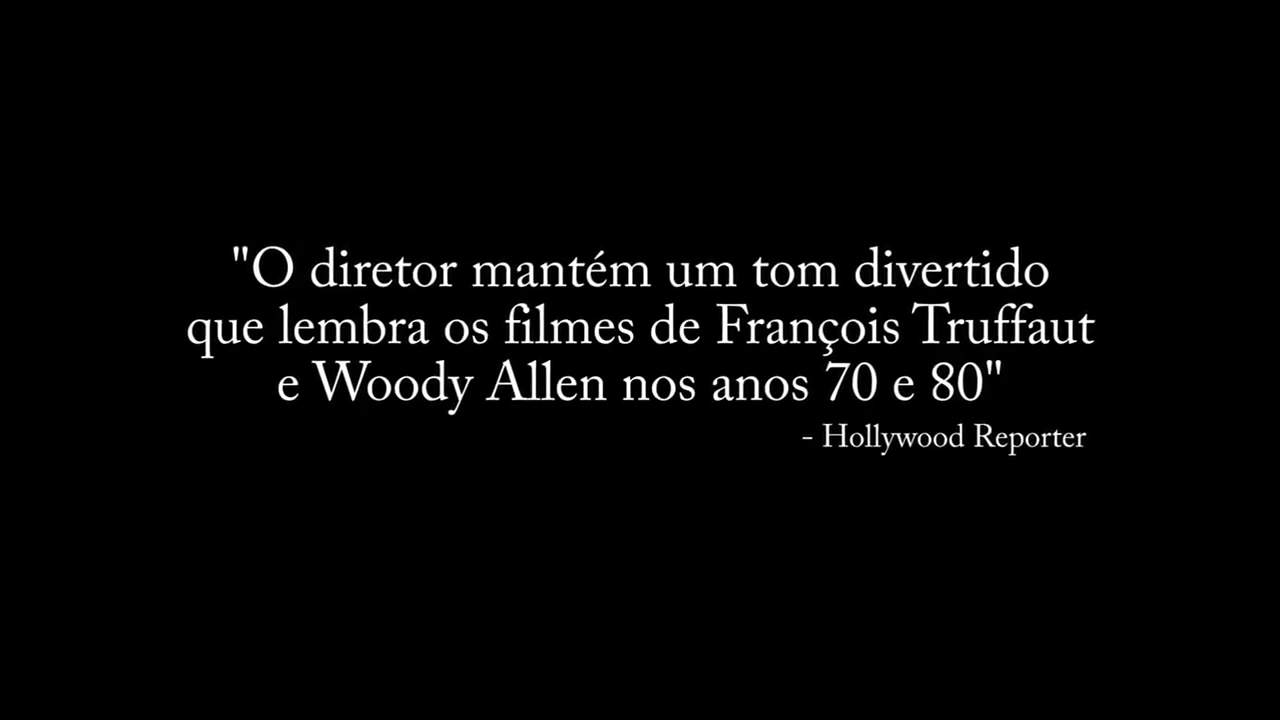 "O diretor mantém um tom divertido
que lembra os filmes de François Truffaut
e Woody Allen nos anos 70 e 80"
- Hollywood Reporter